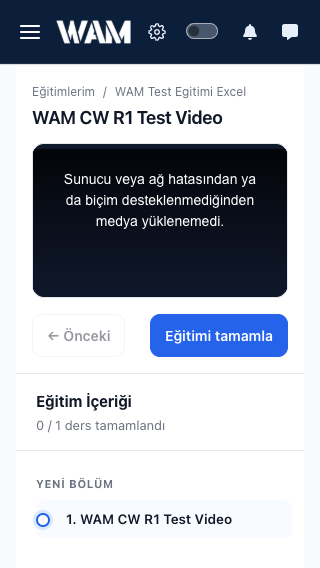 WAM
Eğitimlerim / WAM Test Egitimi Excel
WAM CW R1 Test Video
Sunucu veya ağ hatasından ya
da biçim desteklenmediğinden
medya yüklenemedi.
← Önceki
Eğitimi tamamla
Eğitim İçeriği
0 / 1 ders tamamlandı
YENİ BÖLÜM
1. WAM CW R1 Test Video